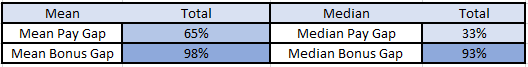 Mean Total Median Total
Mean Pay Gap 65% Median Pay Gap 33%
Mean Bonus Gap 98% Median Bonus Gap 93%